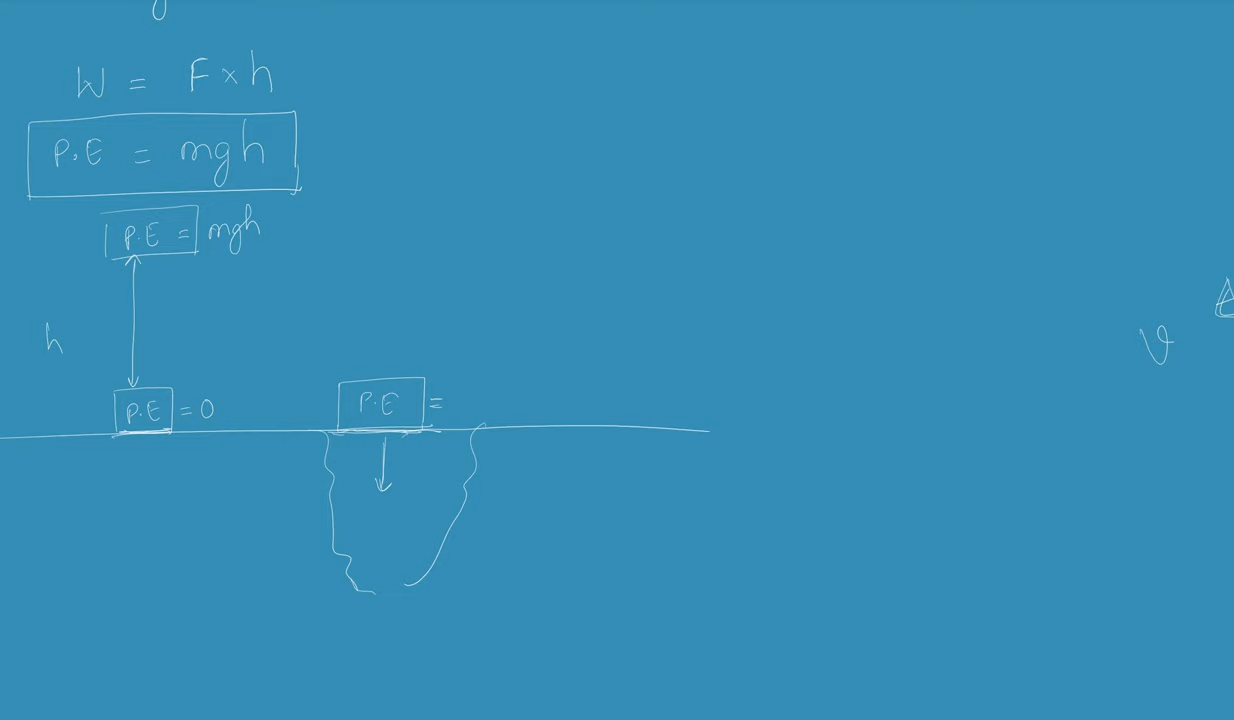 W = F × h
P.E = mgh
P.E = mgh
h
P.E = 0
P.E =
v